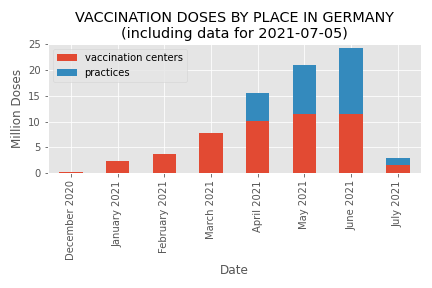 VACCINATION DOSES BY PLACE IN GERMANY
(including data for 2021-07-05)
Million Doses
25
20
15
10
5
0
vaccination centers
practices
December 2020
January 2021
February 2021
March 2021
April 2021
May 2021
June 2021
July 2021
Date